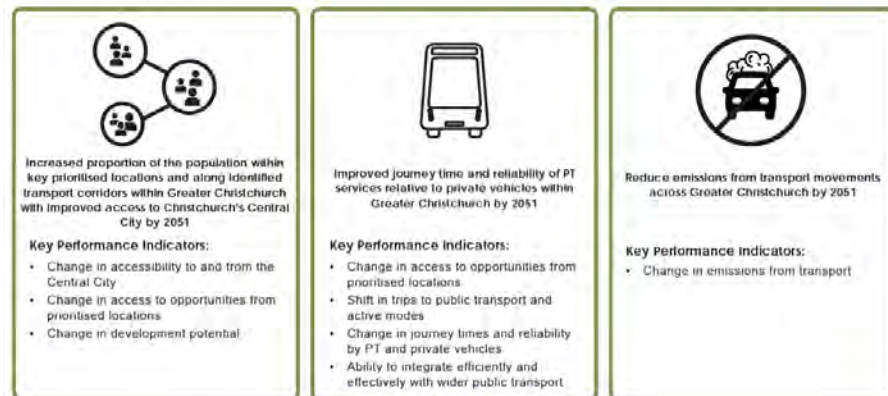 Increased proportion of the population within
key prioritised locations and along identified
transport corridors within Greater Christchurch
with improved access to Christchurch's Central
City by 2051
Key Performance Indicators:
• Change in accessibility to and from the
Central City
• Change in access to opportunities from
prioritised locations
• Change in development potential
Improved journey time and reliability of PT
services relative to private vehicles within
Greater Christchurch by 2051
Key Performance Indicators:
• Change in access to opportunities from
prioritised locations
• Shift in trips to public transport and
active modes
• Change in journey times and reliability
by PT and private vehicles
• Ability to integrate efficiently and
effectively with wider public transport
Reduce emissions from transport movements
across Greater Christchurch by 2051
Key Performance Indicators:
• Change in emissions from transport